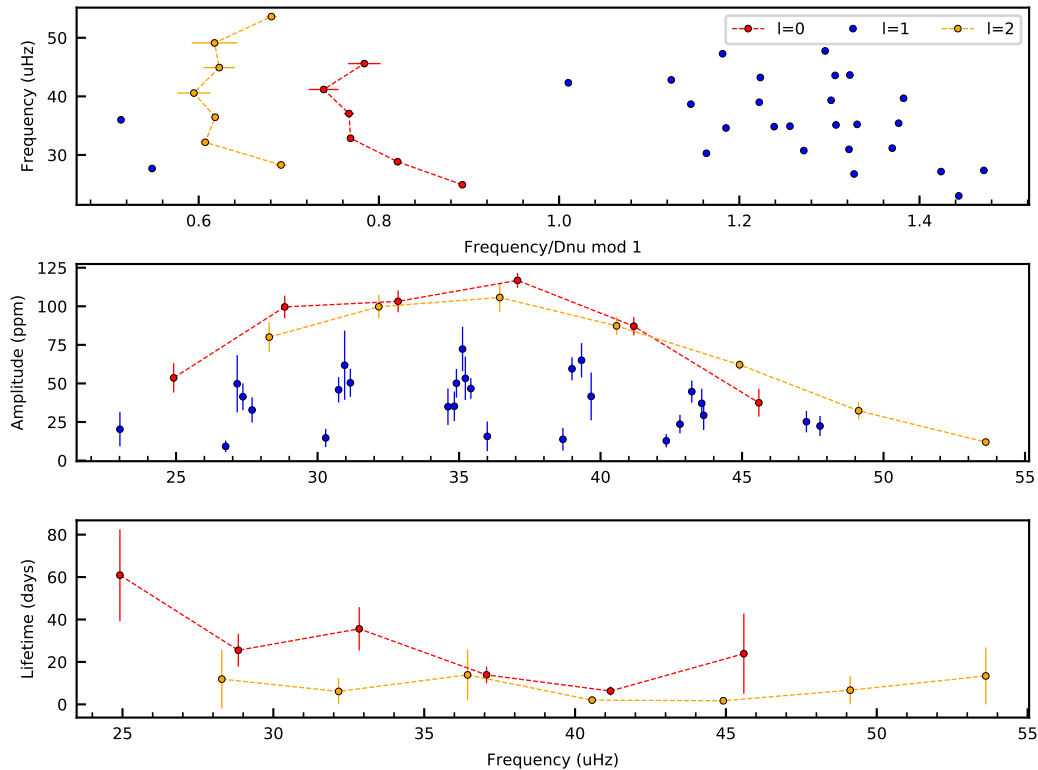 50
40
30
Frequency (uHz)
l=0 l=1 l=2
0.6 0.8 1.0 1.2 1.4
Frequency/Dnu mod 1
125
100
75
50
25
0
Amplitude (ppm)
25 30 35 40 45 50 55
80
60
40
20
0
Lifetime (days)
25 30 35 40 45 50 55
Frequency (uHz)